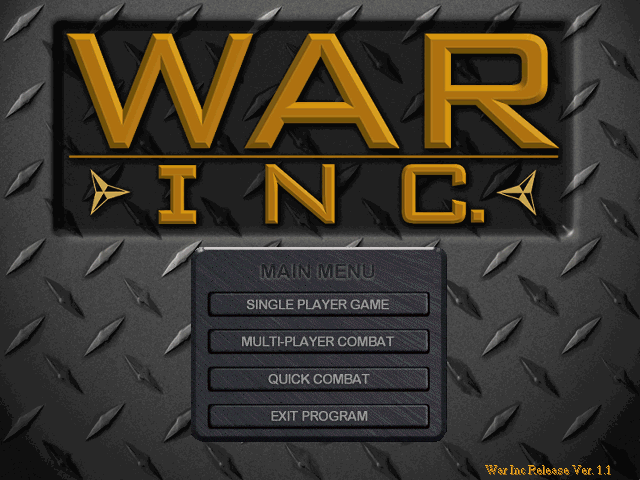 WAR
INC.
MAIN MENU
SINGLE PLAYER GAME
MULTI-PLAYER COMBAT
QUICK COMBAT
EXIT PROGRAM
War Inc Release Ver. 1.1